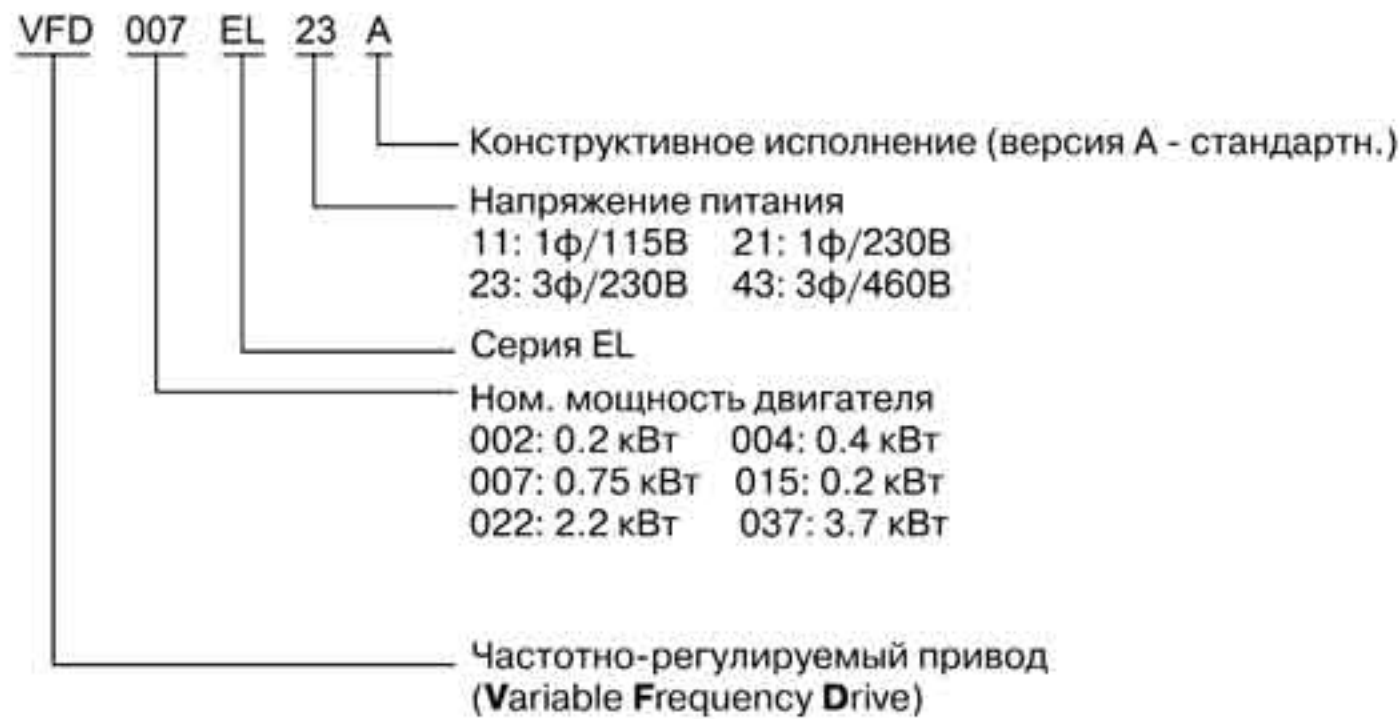 VFD 007 EL 23 A
Конструктивное исполнение (версия А - стандартн.)
Напряжение питания
11: 1ф/115В 21: 1ф/230В
23: 3ф/230В 43: 3ф/460В
Серия EL
Ном. мощность двигателя
002: 0.2 кВт 004: 0.4 кВт
007: 0.75 кВт 015: 0.2 кВт
022: 2.2 кВт 037: 3.7 кВт
Частотно-регулируемый привод
(Variable Frequency Drive)